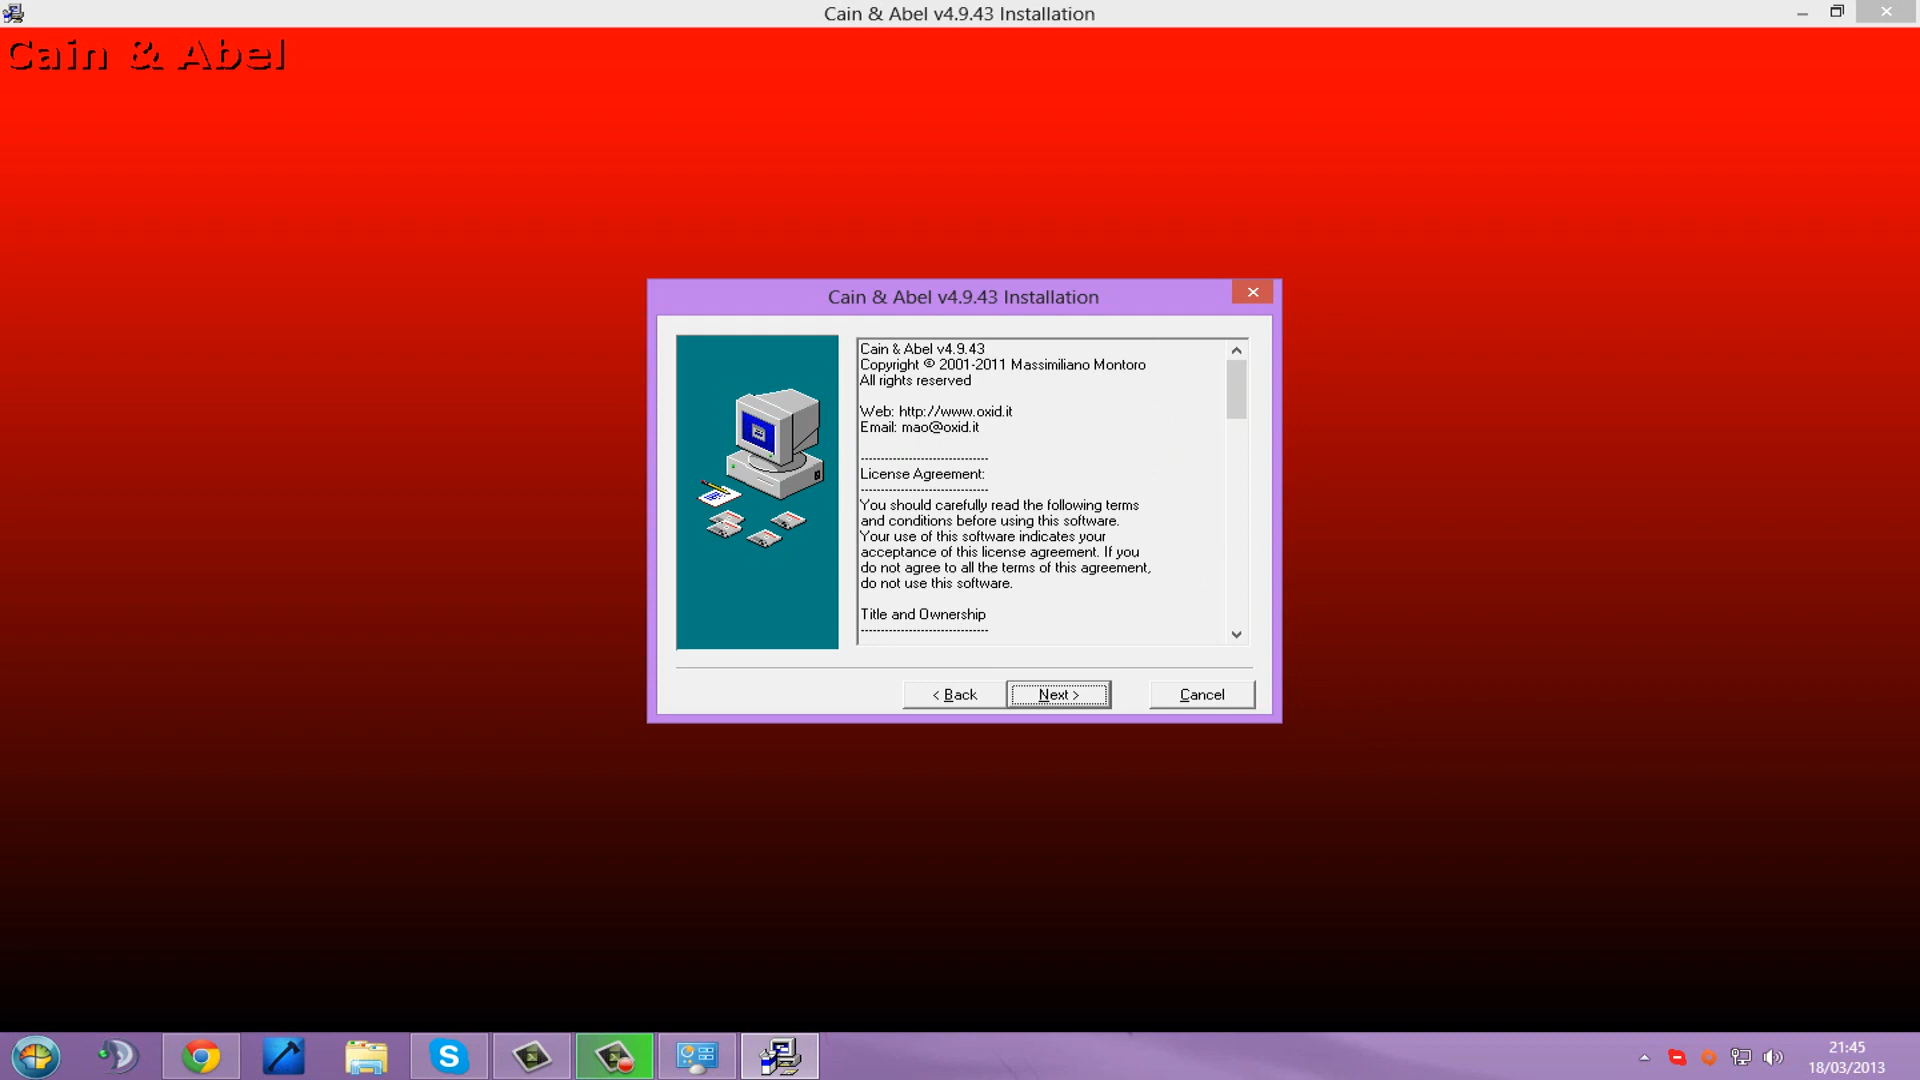 Cain & Abel v4.9.43 Installation
Cain & Abel
Cain & Abel v4.9.43 Installation
Cain & Abel v4.9.43
Copyright © 2001-2011 Massimiliano Montoro
All rights reserved
Web: http://www.oxid.it
Email: mao@oxid.it
--------------------------------
License Agreement:
--------------------------------
You should carefully read the following terms
and conditions before using this software.
Your use of this software indicates your
acceptance of this license agreement. If you
do not agree to all the terms of this agreement,
do not use this software.
Title and Ownership
--------------------------------
< Back
Next >
Cancel
21:45
18/03/2013